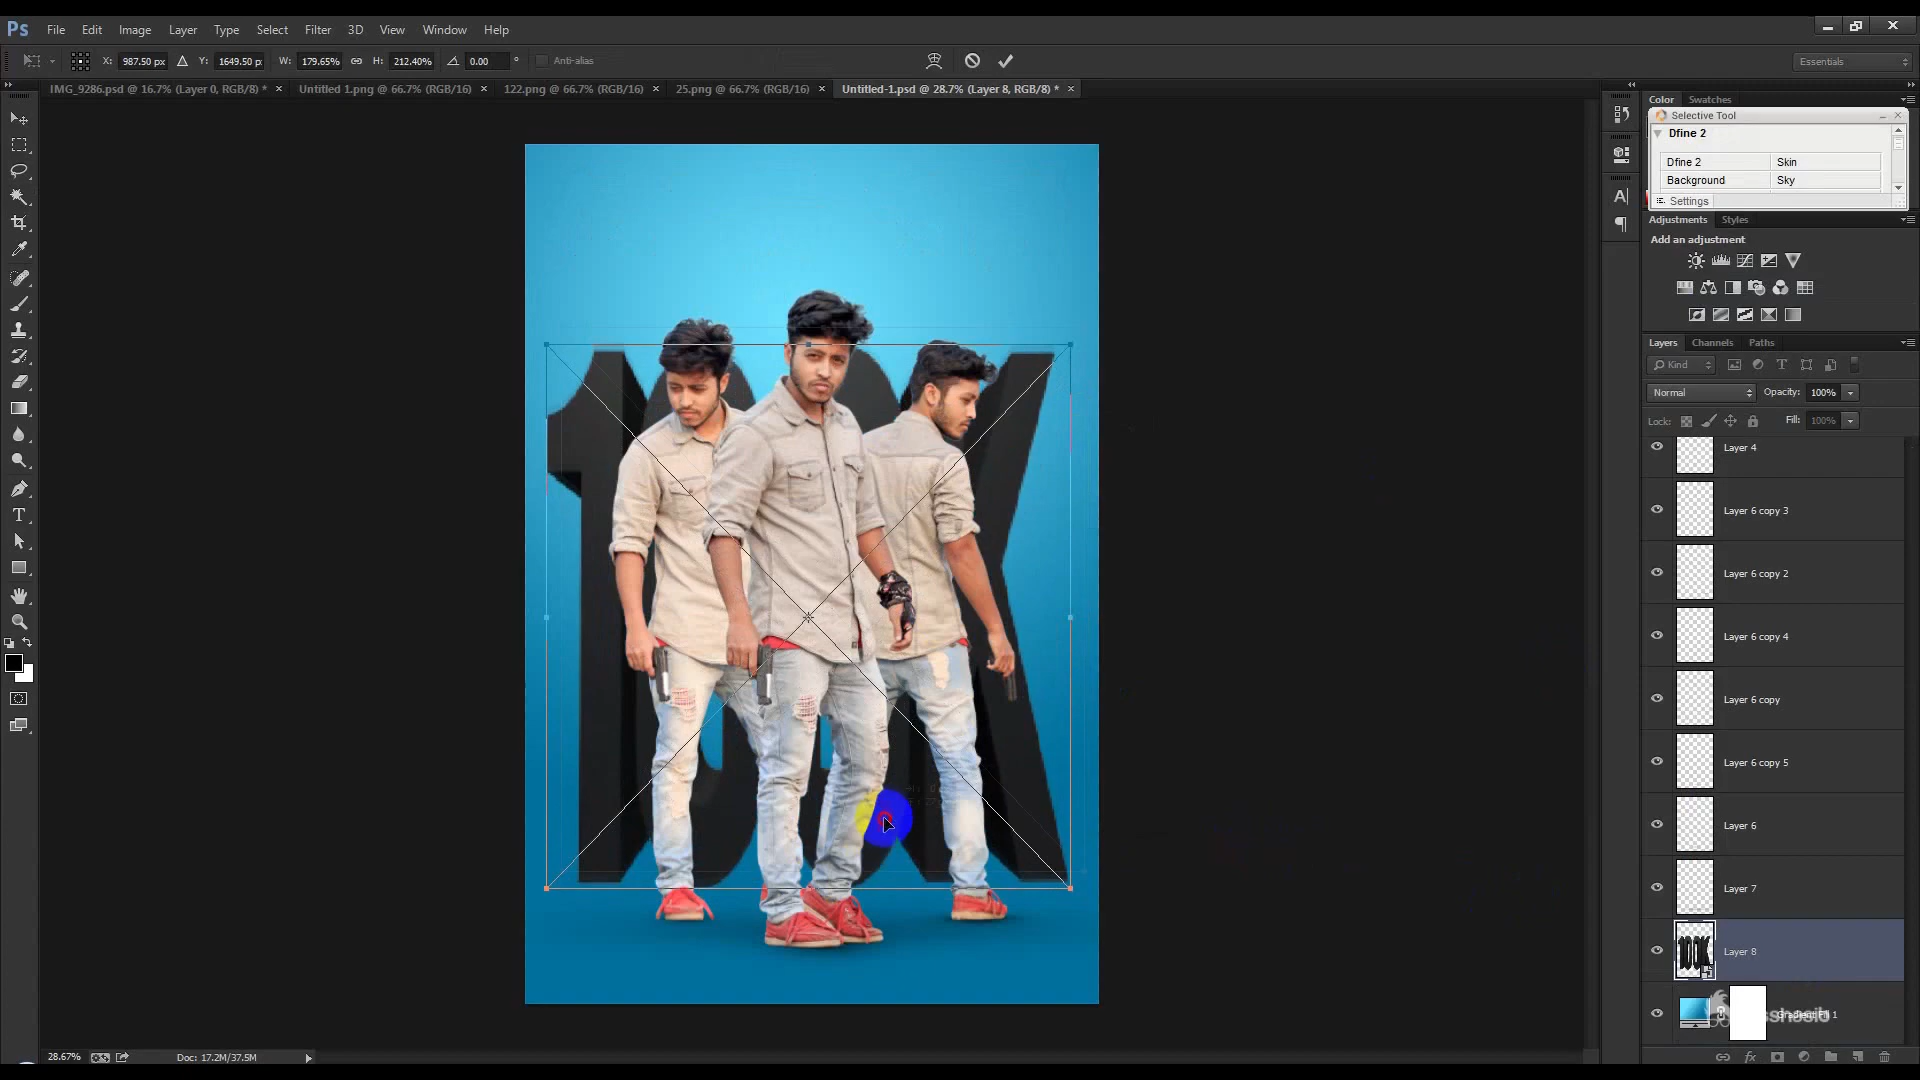 Ps File Edit Image Layer Type Select Filter 3D View Window Help
X: 987.50 px Y: 1649.50 px W: 179.65% H: 212.40% 0.00 ° Anti-alias Essentials
IMG_9286.psd @ 16.7% (Layer 0, RGB/8) * × Untitled 1.png @ 66.7% (RGB/16) × 122.png @ 66.7% (RGB/16) × 25.png @ 66.7% (RGB/16) × Untitled-1.psd @ 28.7% (Layer 8, RGB/8) * ×
Color Swatches
Selective Tool
Dfine 2
Dfine 2 Skin
Background Sky
Settings
Adjustments Styles
Add an adjustment
Layers Channels Paths
Kind
Normal Opacity: 100%
Lock: Fill: 100%
Layer 4
Layer 6 copy 3
Layer 6 copy 2
Layer 6 copy 4
Layer 6 copy
Layer 6 copy 5
Layer 6
Layer 7
Layer 8
Gradient Fill 1
100K
28.67% Doc: 17.2M/37.5M